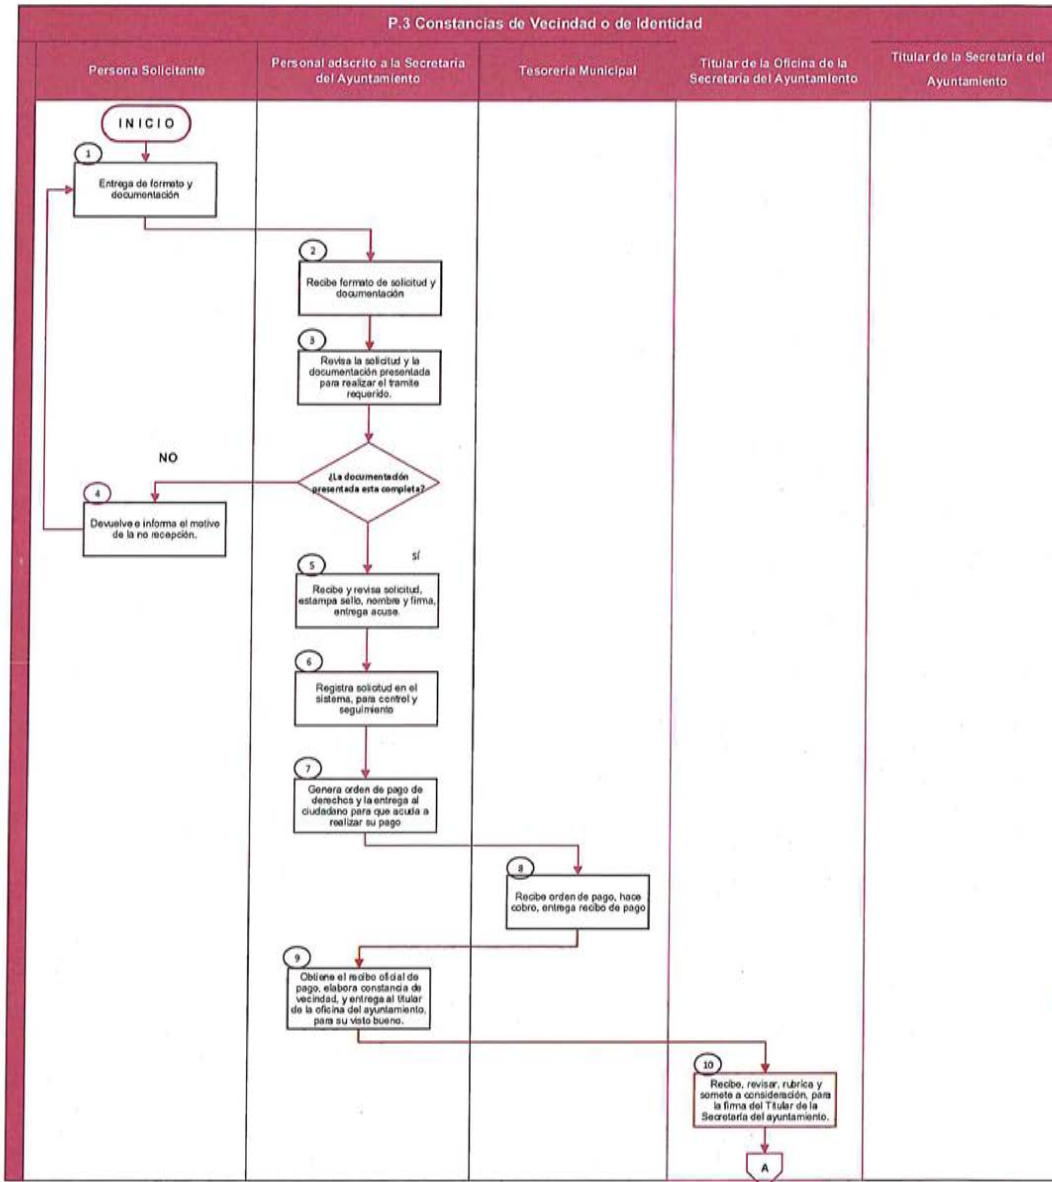 P.3 Constancias de Vecindad o de Identidad
Persona Solicitante
Personal adscrito a la Secretaría
del Ayuntamiento
Tesorería Municipal
Titular de la Oficina de la
Secretaría del Ayuntamiento
Titular de la Secretaría del
Ayuntamiento
INICIO
1
Entrega de formato y
documentación
2
Recibe formato de solicitud y
documentación
3
Revisa la solicitud y la
documentación presentada
para realizar el tramite
requerido.
¿La documentación
presentada esta completa?
NO
4
Devuelve e informa el motivo
de la no recepción.
SÍ
5
Recibe y revisa solicitud,
estampa sello, nombre y firma,
entrega acuse.
6
Registra solicitud en el
sistema, para control y
seguimiento
7
Genera orden de pago de
derechos y la entrega al
ciudadano para que acuda a
realizar su pago
8
Recibe orden de pago, hace
cobro, entrega recibo de pago
9
Obtiene el recibo oficial de
pago, elabora constancia de
vecindad, y entrega al titular
de la oficina del ayuntamiento,
para su visto bueno.
10
Recibe, revisar, rubrica y
somete a consideración, para
la firma del Titular de la
Secretaría del ayuntamiento.
A